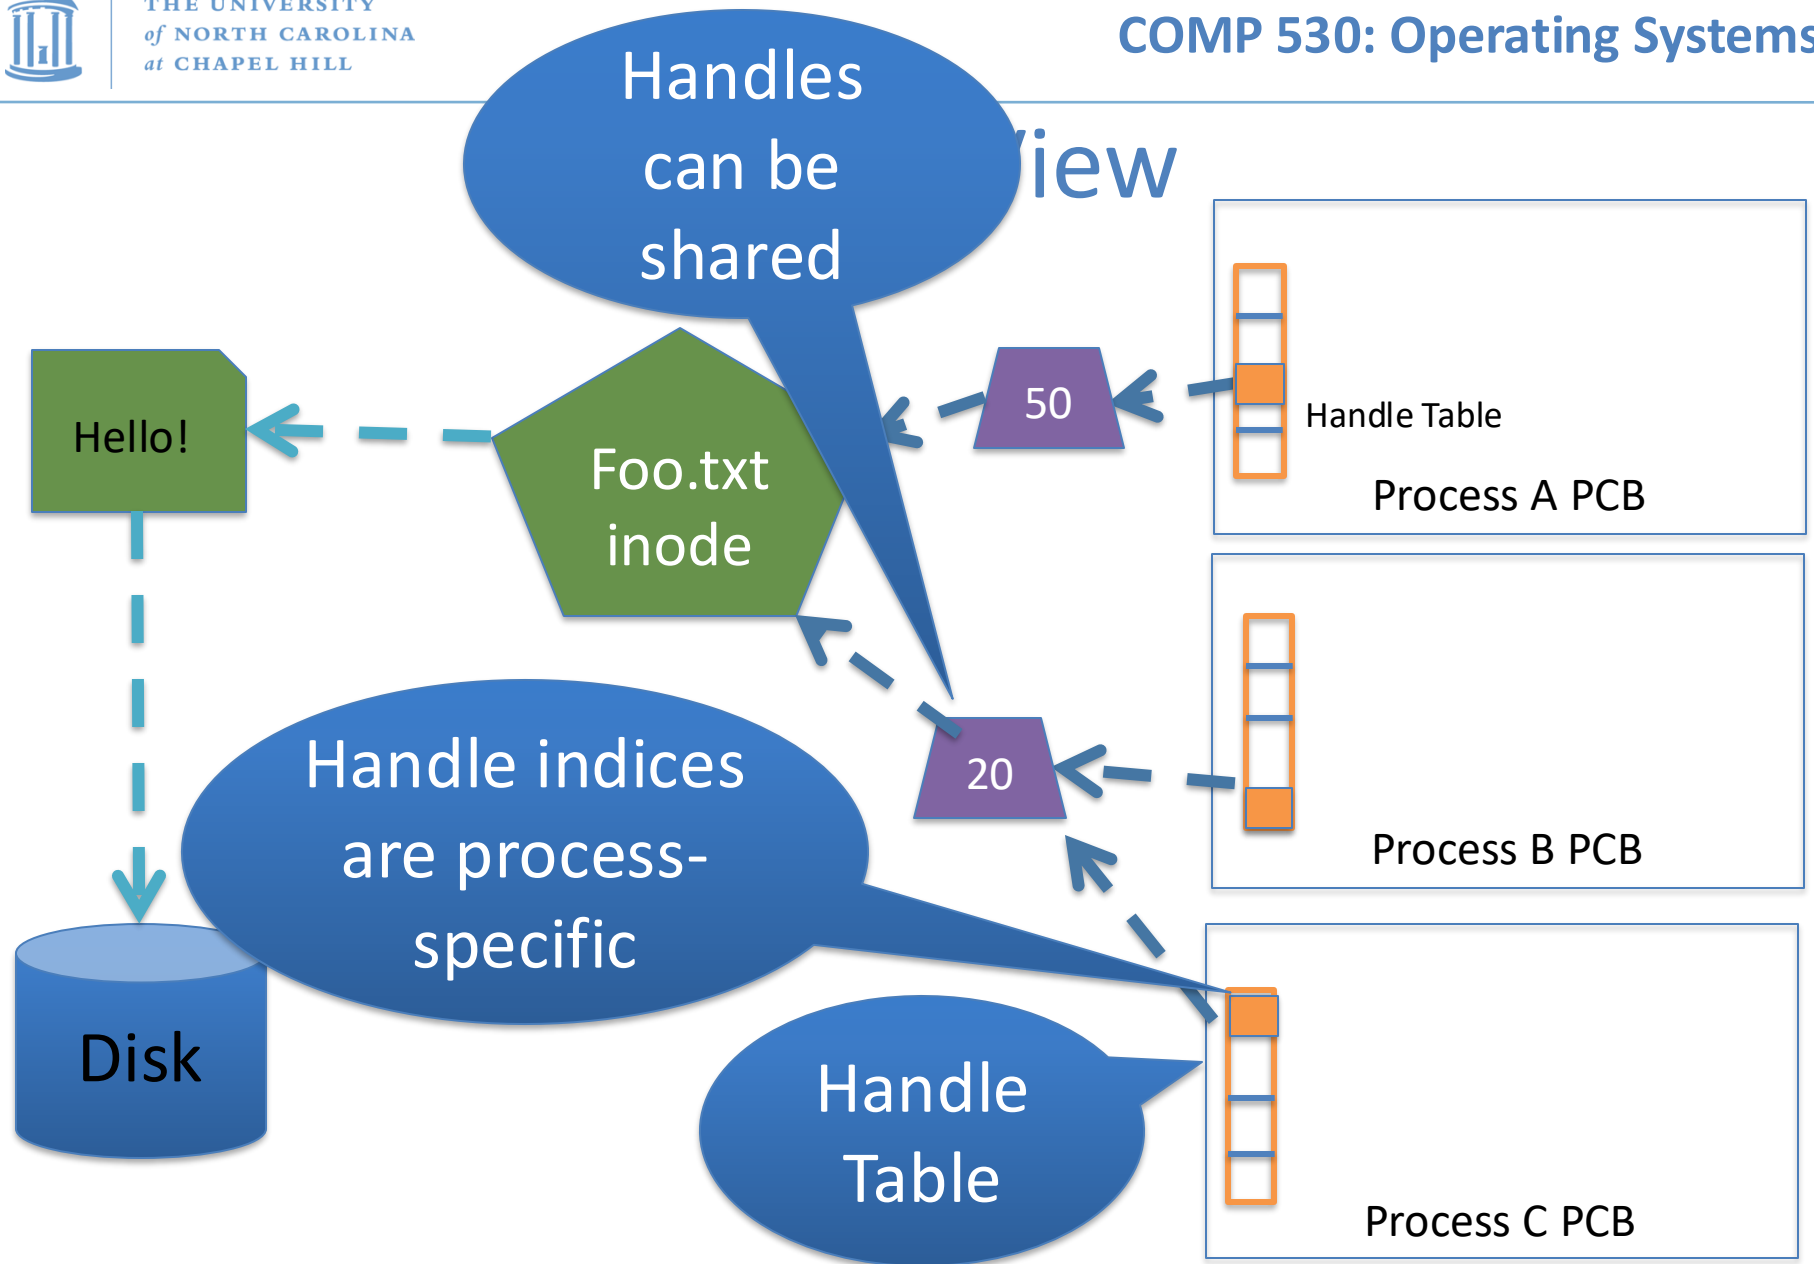 THE UNIVERSITY
of NORTH CAROLINA
at CHAPEL HILL
COMP 530: Operating Systems
iew
Handles
can be
shared
Hello!
Foo.txt
inode
50
Handle Table
Process A PCB
20
Process B PCB
Handle indices
are process-
specific
Disk
Handle
Table
Process C PCB